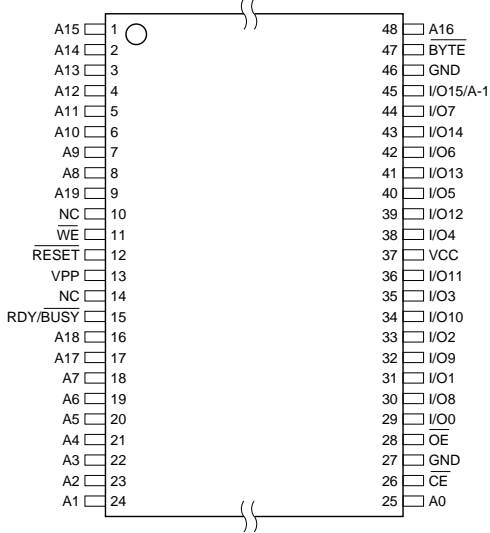 A15 1 48 A16
A14 2 47 BYTE
A13 3 46 GND
A12 4 45 I/O15/A-1
A11 5 44 I/O7
A10 6 43 I/O14
A9 7 42 I/O6
A8 8 41 I/O13
A19 9 40 I/O5
NC 10 39 I/O12
WE 11 38 I/O4
RESET 12 37 VCC
VPP 13 36 I/O11
NC 14 35 I/O3
RDY/BUSY 15 34 I/O10
A18 16 33 I/O2
A17 17 32 I/O9
A7 18 31 I/O1
A6 19 30 I/O8
A5 20 29 I/O0
A4 21 28 OE
A3 22 27 GND
A2 23 26 CE
A1 24 25 A0